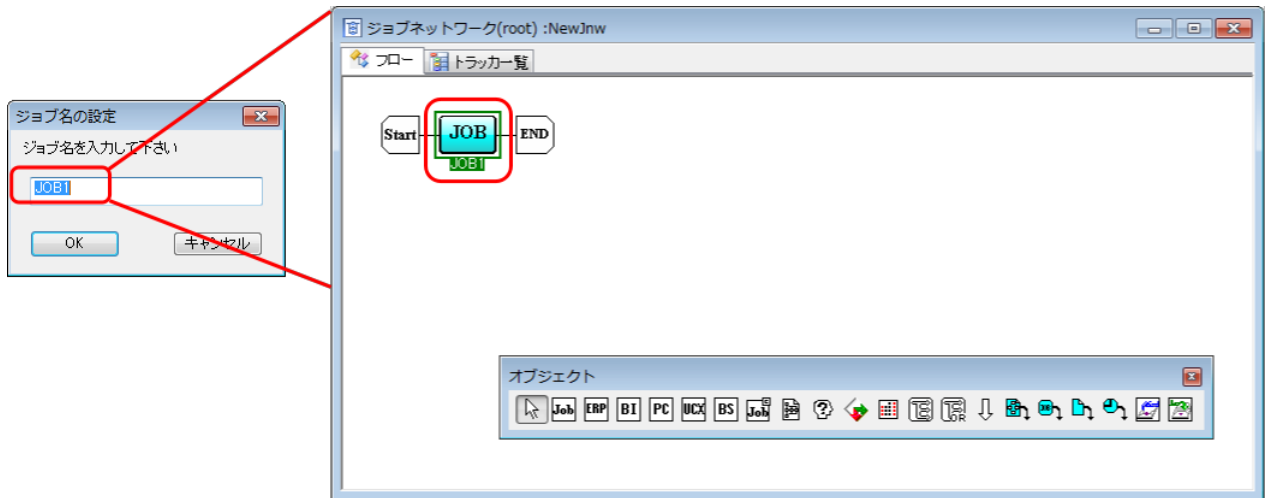 ジョブ名の設定
ジョブ名を入力して下さい
JOB1
OK
キャンセル
ジョブネットワーク(root) :NewJnw
フロー
トラッカ一覧
Start
JOB
END
JOB1
オブジェクト
Job ERP BI PC UCX BS Job
OR